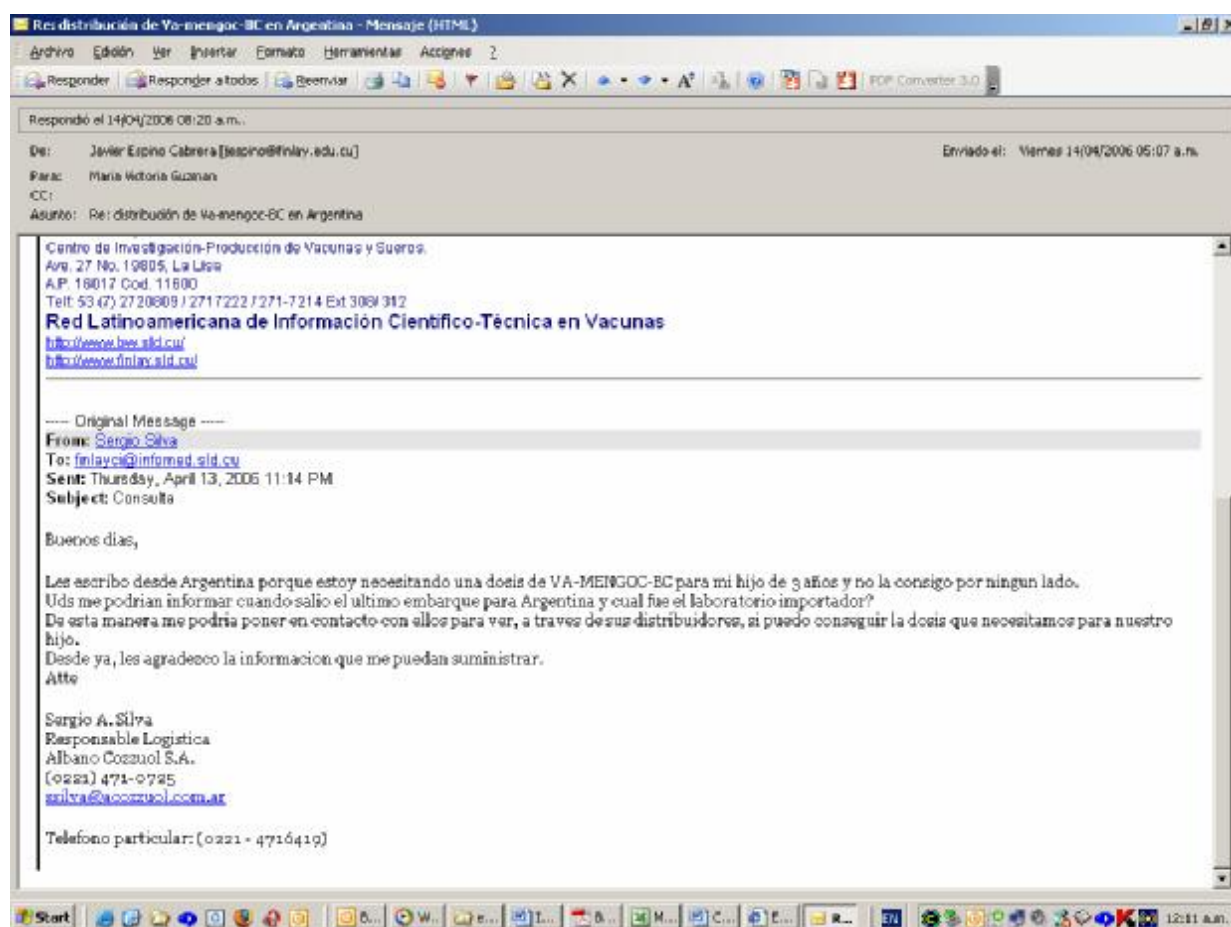 Re: distribución de Va-mengoc-BC en Argentina - Mensaje (HTML)
Archivo Edición Ver Insertar Formato Herramientas Acciones ?
Responder Responder a todos Reenviar PDF Converter 3.0
Respondió el 14/04/2006 08:20 a.m..
De: Javier Espino Cabrera [jespino@finlay.edu.cu] Enviado el: Viernes 14/04/2006 05:07 a.m.
Para: Maria Victoria Guzman
CC:
Asunto: Re: distribución de Va-mengoc-BC en Argentina
Centro de Investigación-Producción de Vacunas y Sueros.
Ave. 27 No. 19805, La Lisa
A.P. 16017 Cod. 11600
Telf: 53 (7) 2720809 / 2717222 / 271-7214 Ext 308/ 312
Red Latinoamericana de Información Científico-Técnica en Vacunas
http://www.bvv.sld.cu/
http://www.finlay.sld.cu/
----- Original Message -----
From: Sergio Silva
To: finlayci@infomed.sld.cu
Sent: Thursday, April 13, 2006 11:14 PM
Subject: Consulta
Buenos dias,
Les escribo desde Argentina porque estoy necesitando una dosis de VA-MENGOC-BC para mi hijo de 3 años y no la consigo por ningun lado.
Uds me podrian informar cuando salio el ultimo embarque para Argentina y cual fue el laboratorio importador?
De esta manera me podria poner en contacto con ellos para ver, a traves de sus distribuidores, si puedo conseguir la dosis que necesitamos para nuestro
hijo.
Desde ya, les agradezco la informacion que me puedan suministrar.
Atte
Sergio A. Silva
Responsable Logistica
Albano Cozzuol S.A.
(0221) 471-0725
ssilva@acozzuol.com.ar
Telefono particular: (0221 - 4716419)
Start 6... W... e... I... B... M... C... E... R... EN 12:11 a.m.